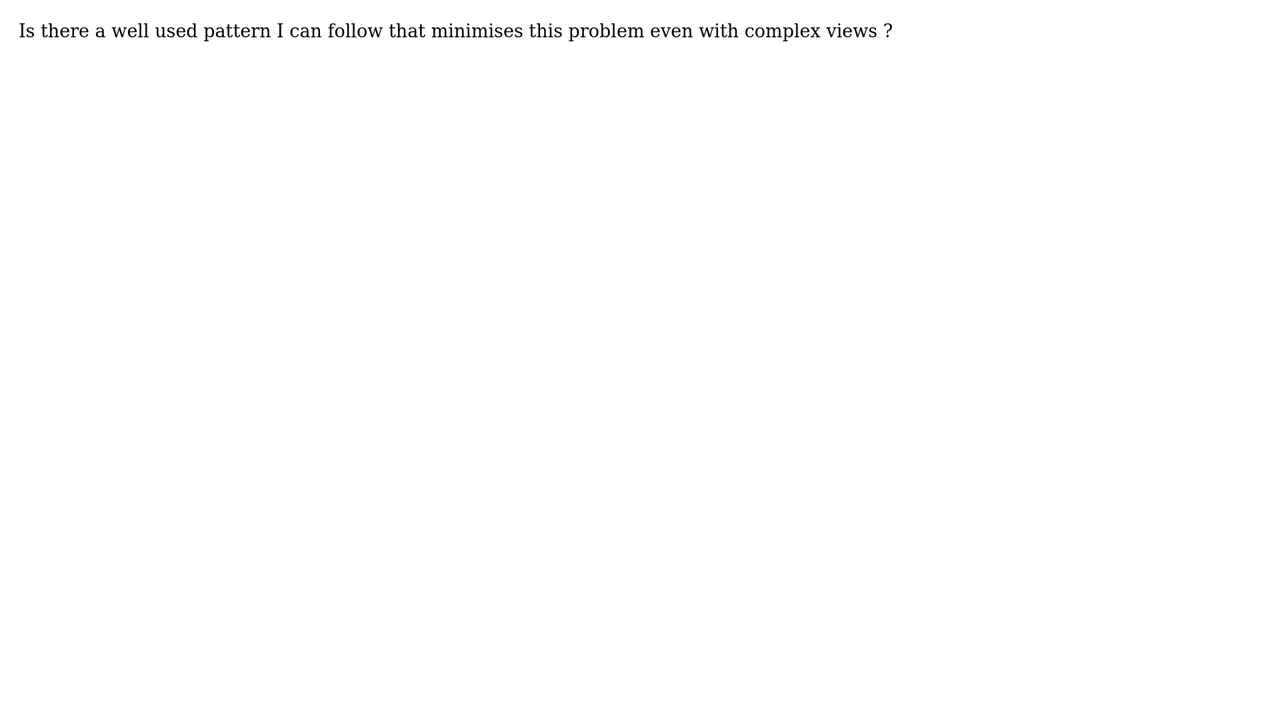 Is there a well used pattern I can follow that minimises this problem even with complex views ?